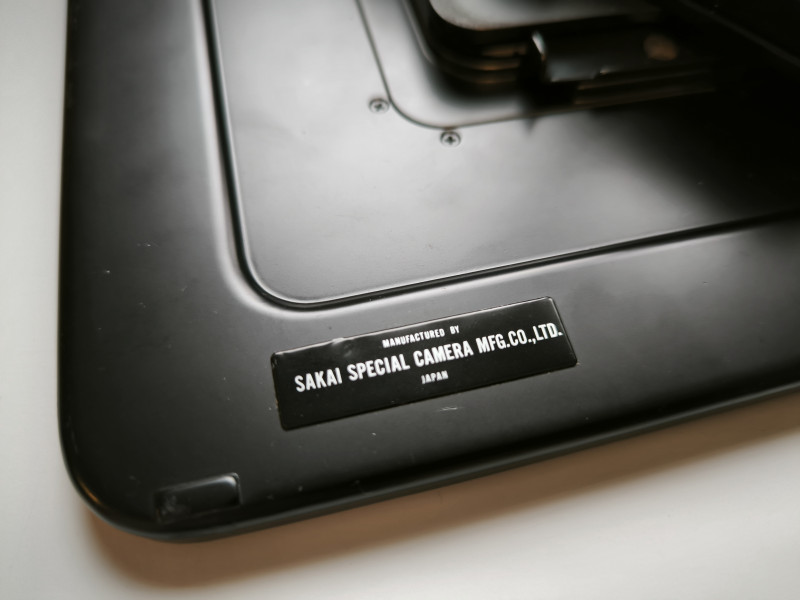 MANUFACTURED BY
SAKAI SPECIAL CAMERA MFG.CO.,LTD.
JAPAN